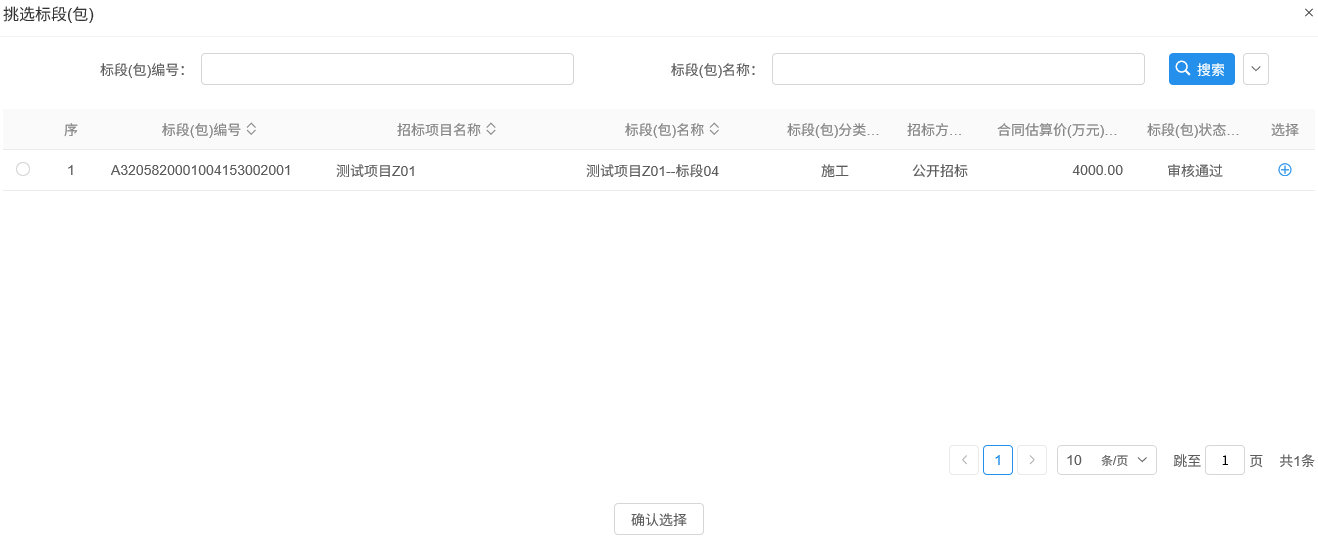 挑选标段(包)
标段(包)编号: 标段(包)名称: 搜索
序 标段(包)编号 招标项目名称 标段(包)名称 标段(包)分类... 招标方... 合同估算价(万元)... 标段(包)状态... 选择
1 A3205820001004153002001 测试项目Z01 测试项目Z01--标段04 施工 公开招标 4000.00 审核通过
1 10 条/页 跳至 1 页 共1条
确认选择